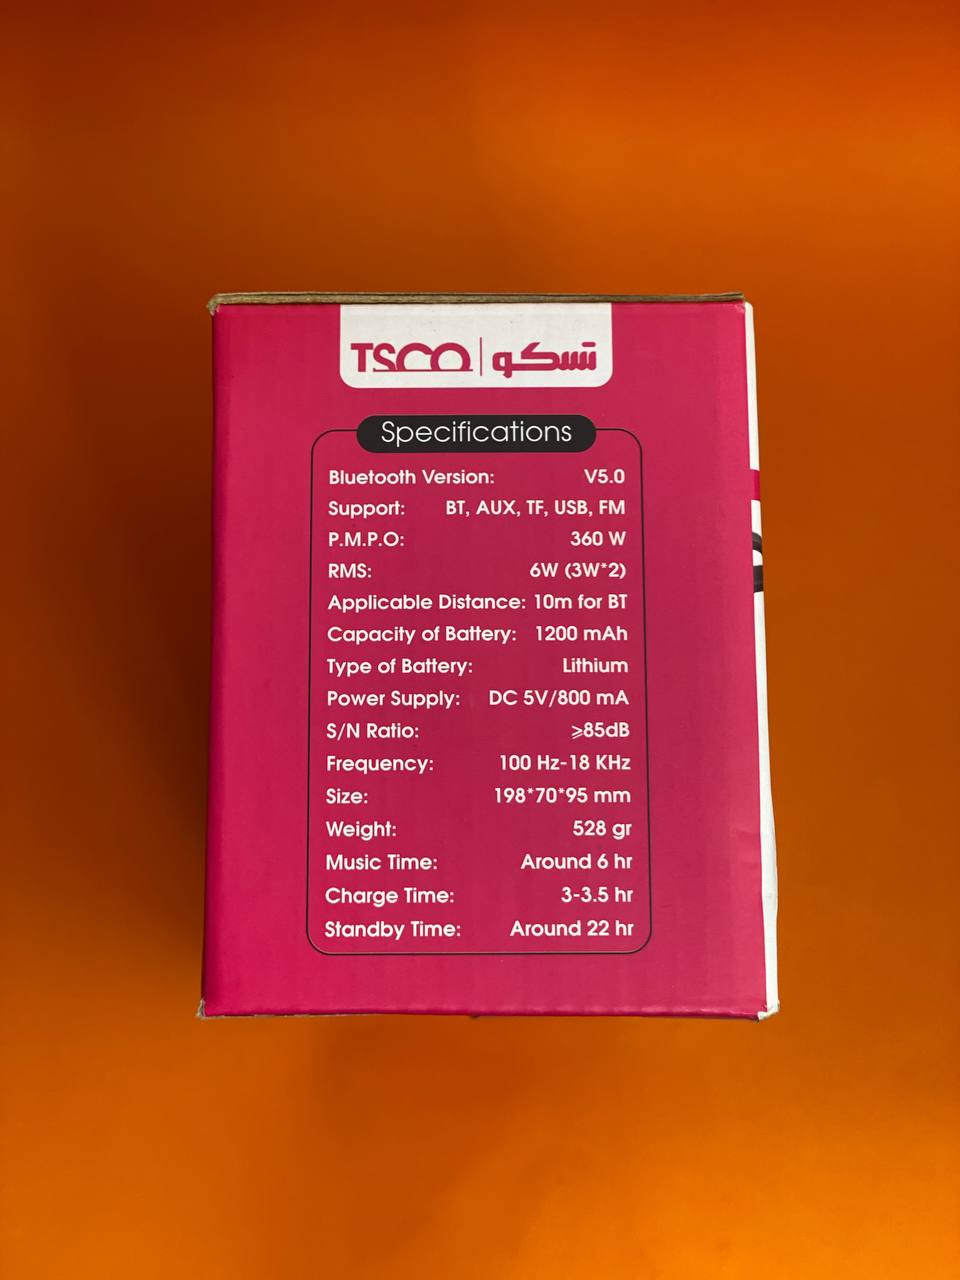 TSCO | تسکو
Specifications
Bluetooth Version: V5.0
Support: BT, AUX, TF, USB, FM
P.M.P.O: 360 W
RMS: 6W (3W*2)
Applicable Distance: 10m for BT
Capacity of Battery: 1200 mAh
Type of Battery: Lithium
Power Supply: DC 5V/800 mA
S/N Ratio: ⩾85dB
Frequency: 100 Hz-18 KHz
Size: 198*70*95 mm
Weight: 528 gr
Music Time: Around 6 hr
Charge Time: 3-3.5 hr
Standby Time: Around 22 hr